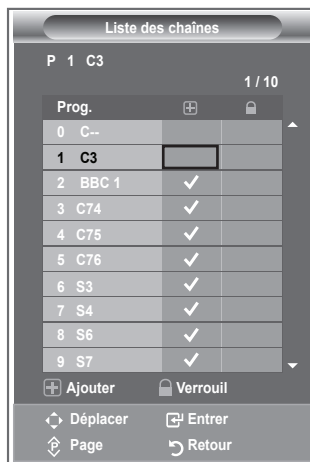 Liste des chaînes
P 1 C3
1 / 10
Prog.
0 C--
1 C3
2 BBC 1
3 C74
4 C75
5 C76
6 S3
7 S4
8 S6
9 S7
Ajouter Verrouil
Déplacer Entrer
Page Retour